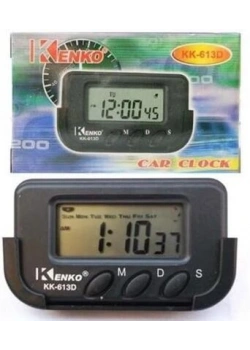 KENKO
KK-613D
TO
12:00 45
KENKO
KK-613D
M D S
200
CAR CLOCK
SUN MON TUE WED THU FRI SAT
1:10 37
KENKO®
KK-613D
M D S